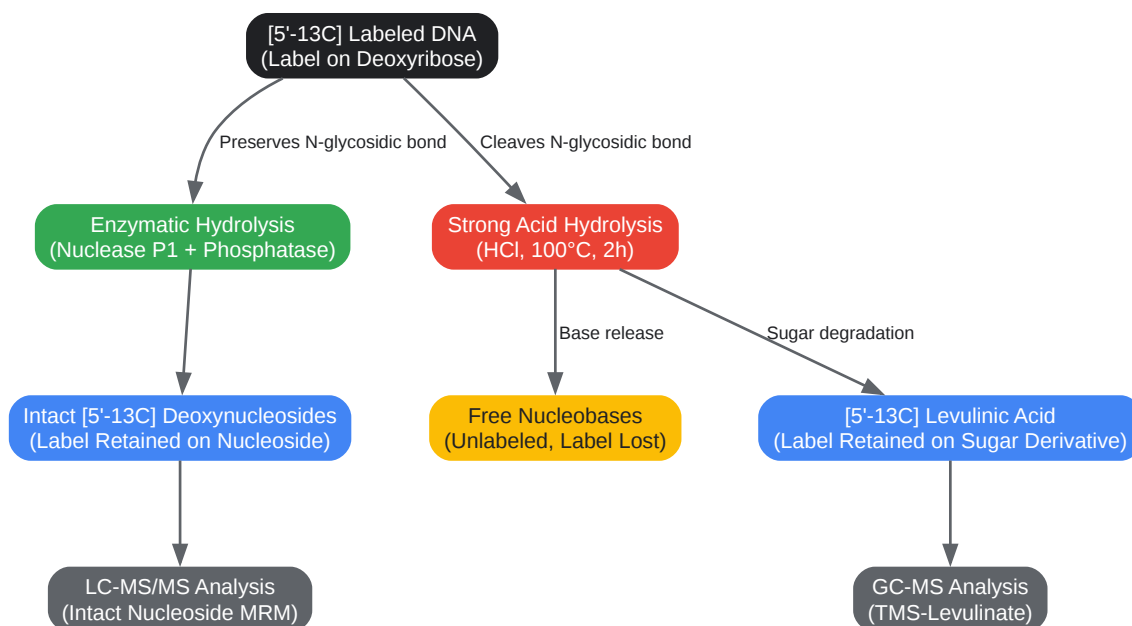 [5'-13C] Labeled DNA
(Label on Deoxyribose)
Preserves N-glycosidic bond
Cleaves N-glycosidic bond
Enzymatic Hydrolysis
(Nuclease P1 + Phosphatase)
Strong Acid Hydrolysis
(HCl, 100°C, 2h)
Base release
Sugar degradation
Intact [5'-13C] Deoxynucleosides
(Label Retained on Nucleoside)
Free Nucleobases
(Unlabeled, Label Lost)
[5'-13C] Levulinic Acid
(Label Retained on Sugar Derivative)
LC-MS/MS Analysis
(Intact Nucleoside MRM)
GC-MS Analysis
(TMS-Levulinate)